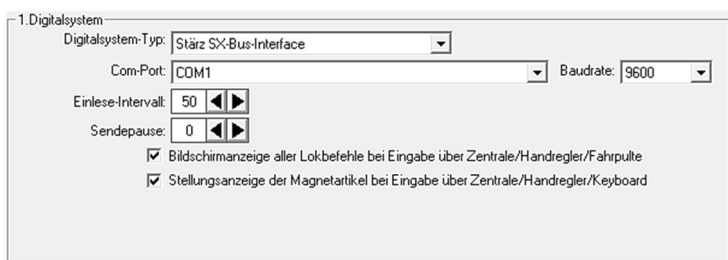 1.Digitalsystem
Digitalsystem-Typ: Stärz SX-Bus-Interface
Com-Port: COM1 Baudrate: 9600
Einlese-Intervall: 50
Sendepause: 0
Bildschirmanzeige aller Lokbefehle bei Eingabe über Zentrale/Handregler/Fahrpulte
Stellungsanzeige der Magnetartikel bei Eingabe über Zentrale/Handregler/Keyboard